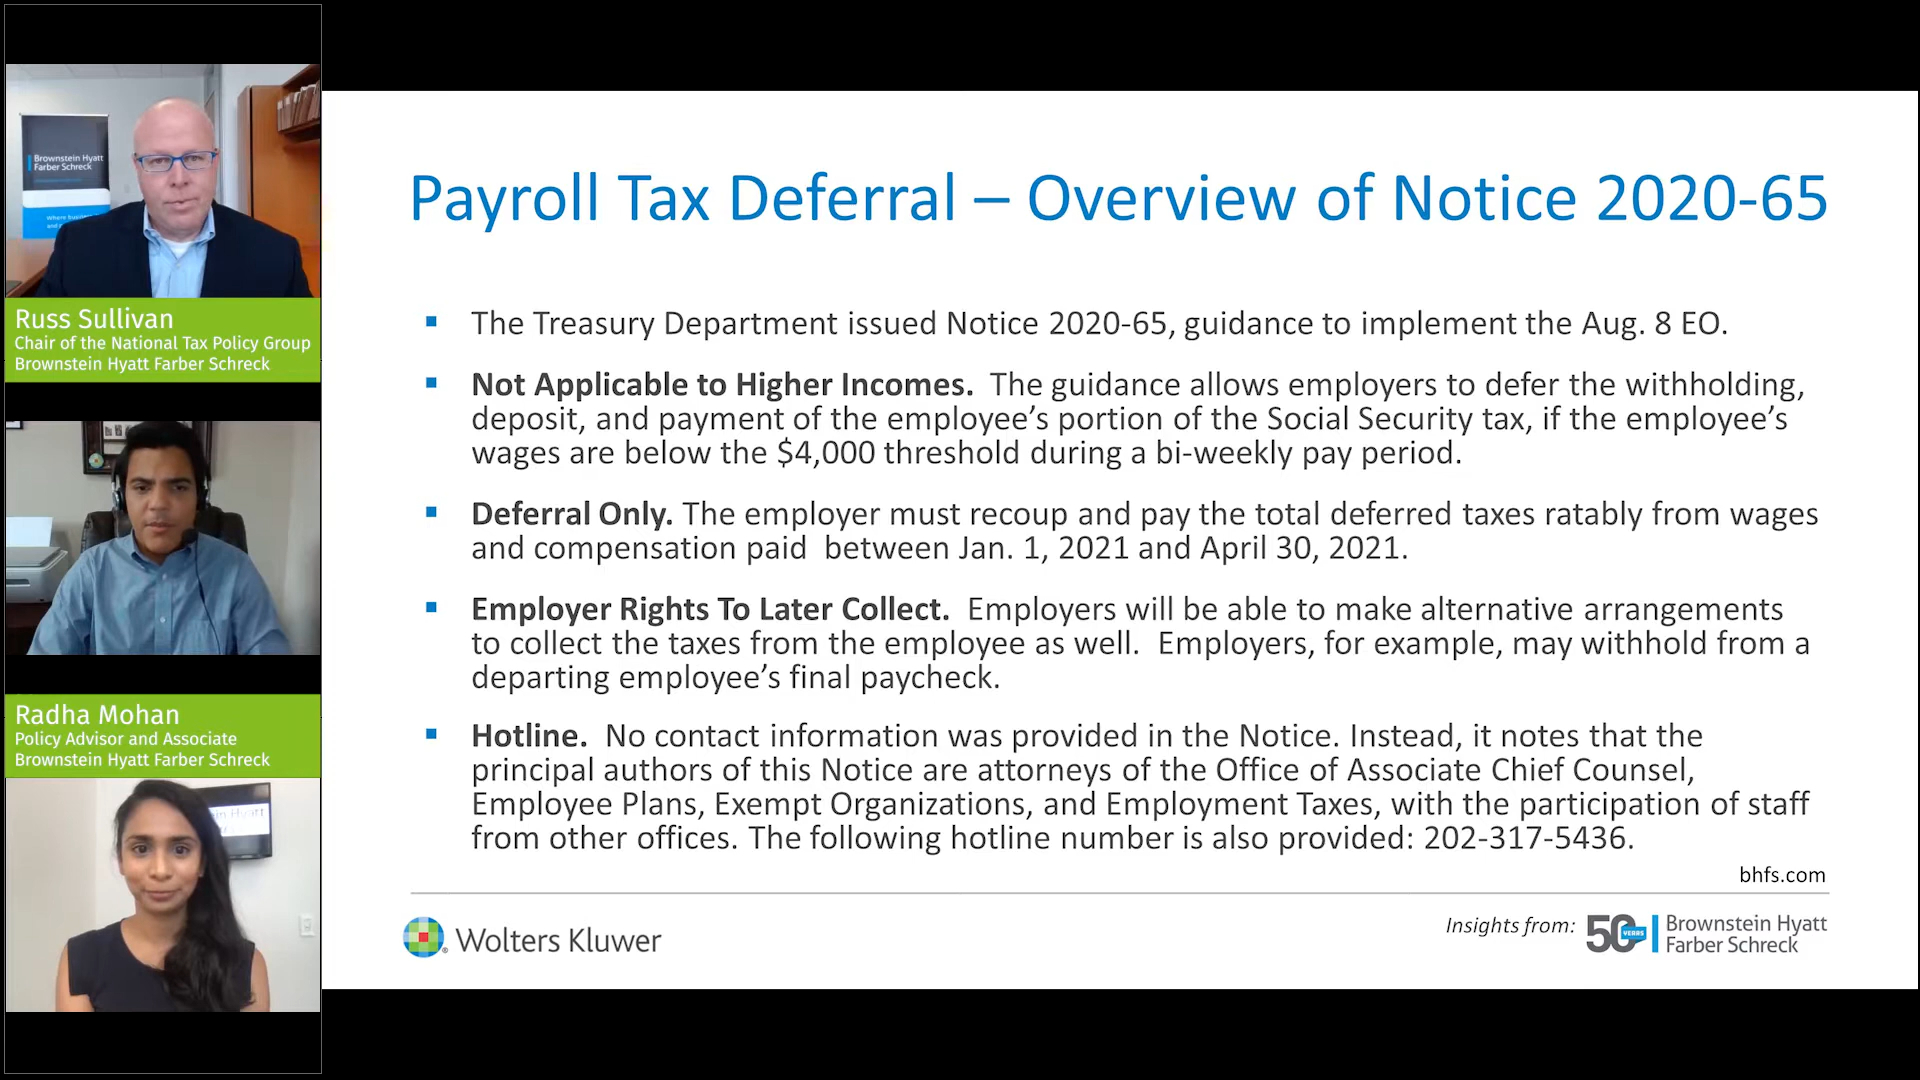 Brownstein Hyatt
Farber Schreck
Russ Sullivan
Chair of the National Tax Policy Group
Brownstein Hyatt Farber Schreck
Radha Mohan
Policy Advisor and Associate
Brownstein Hyatt Farber Schreck
Payroll Tax Deferral – Overview of Notice 2020-65
▪ The Treasury Department issued Notice 2020-65, guidance to implement the Aug. 8 EO.
▪ Not Applicable to Higher Incomes.  The guidance allows employers to defer the withholding,
deposit, and payment of the employee’s portion of the Social Security tax, if the employee’s
wages are below the $4,000 threshold during a bi-weekly pay period.
▪ Deferral Only. The employer must recoup and pay the total deferred taxes ratably from wages
and compensation paid  between Jan. 1, 2021 and April 30, 2021.
▪ Employer Rights To Later Collect.  Employers will be able to make alternative arrangements
to collect the taxes from the employee as well.  Employers, for example, may withhold from a
departing employee’s final paycheck.
▪ Hotline.  No contact information was provided in the Notice. Instead, it notes that the
principal authors of this Notice are attorneys of the Office of Associate Chief Counsel,
Employee Plans, Exempt Organizations, and Employment Taxes, with the participation of staff
from other offices. The following hotline number is also provided: 202-317-5436.
bhfs.com
Wolters Kluwer
Insights from:
50 YEARS
Brownstein Hyatt
Farber Schreck